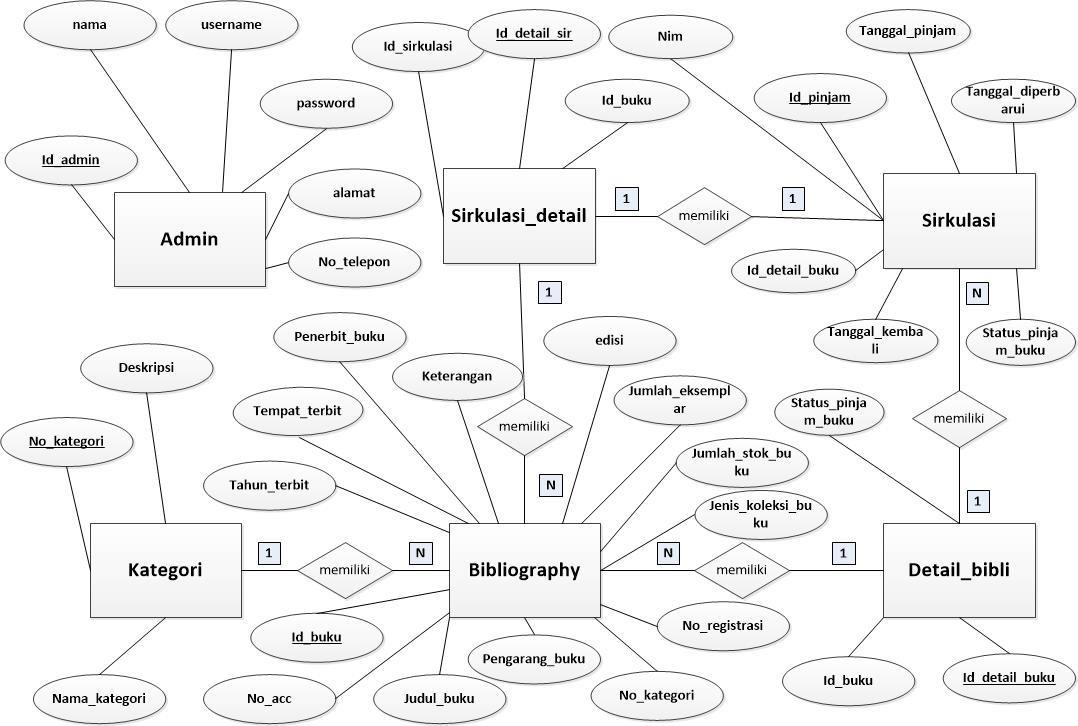 nama
username
Id_sirkulasi
Id_detail_sir
Nim
Tanggal_pinjam
password
Id_buku
Id_pinjam
Tanggal_diperb
arui
Id_admin
alamat
Admin
No_telepon
Sirkulasi_detail
1
memiliki
1
Sirkulasi
Id_detail_buku
1
N
Tanggal_kemba
li
Status_pinja
m_buku
Penerbit_buku
edisi
Deskripsi
Keterangan
Jumlah_eksempl
ar
Tempat_terbit
memiliki
Status_pinja
m_buku
memiliki
No_kategori
Jumlah_stok_bu
ku
Tahun_terbit
N
Jenis_koleksi_bu
ku
1
Kategori
1
memiliki
N
Bibliography
N
memiliki
1
Detail_bibli
Id_buku
No_registrasi
Pengarang_buku
Nama_kategori
No_acc
Judul_buku
No_kategori
Id_buku
Id_detail_buku